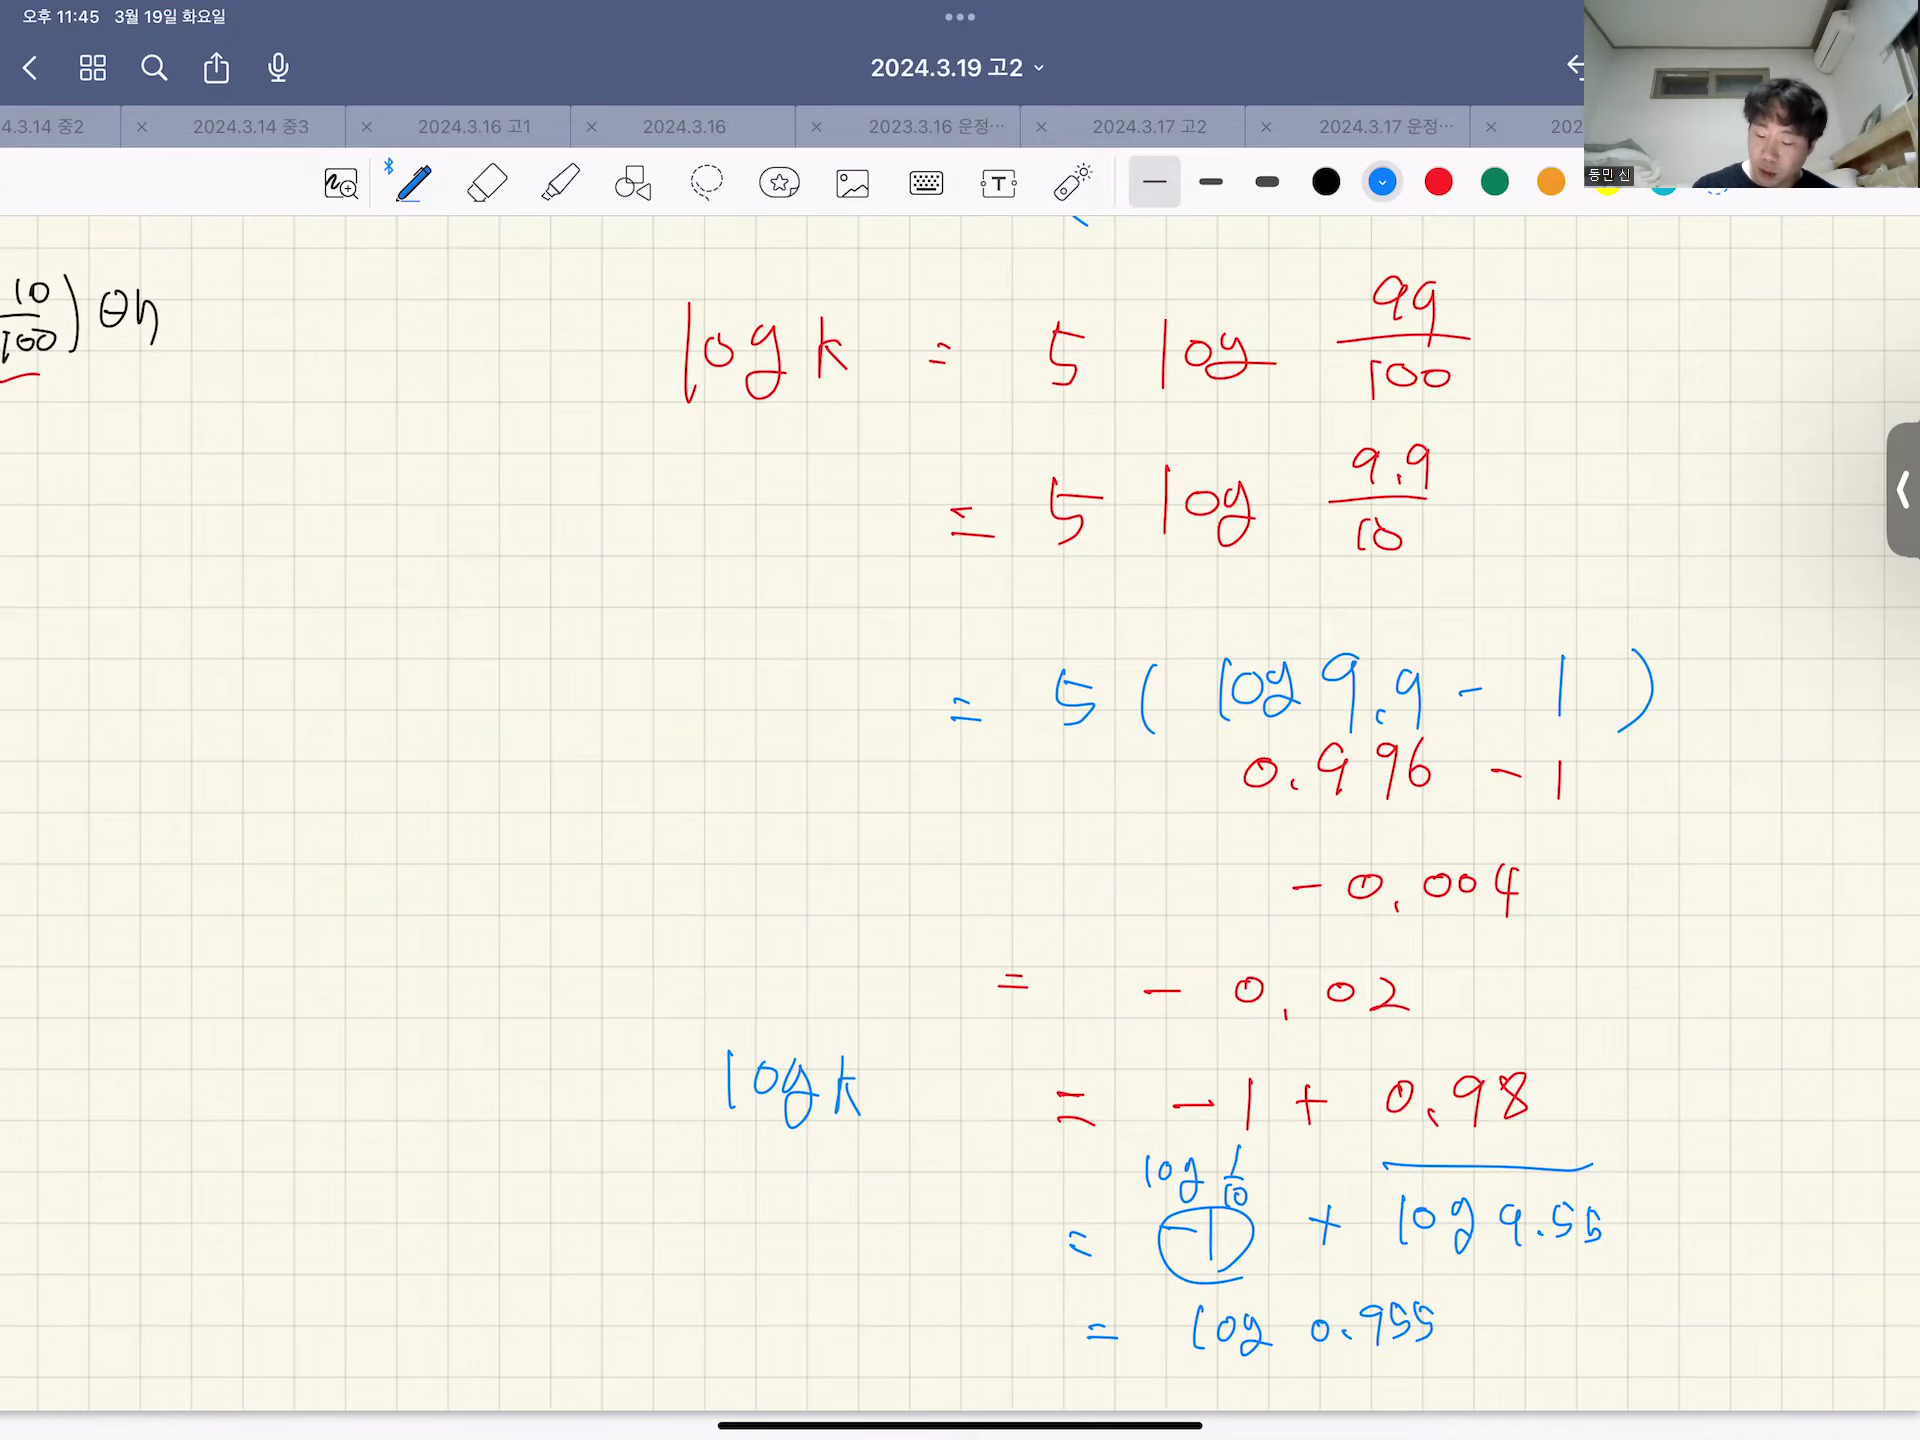 오후 11:45 3월 19일 화요일
2024.3.19 고2
4.3.14 중2
2024.3.14 중3
2024.3.16 고1
2024.3.16
2023.3.16 운정…
2024.3.17 고2
2024.3.17 운정…
202
동민 신
10
100 ) 아
log k = 5 log 99/100
= 5 log 9.9/10
= 5 ( log 9.9 - 1 )
0.996 - 1
- 0.004
= - 0.02
log k = -1 + 0.98
log 1/10
= -1 + log 9.55
= log 0.955